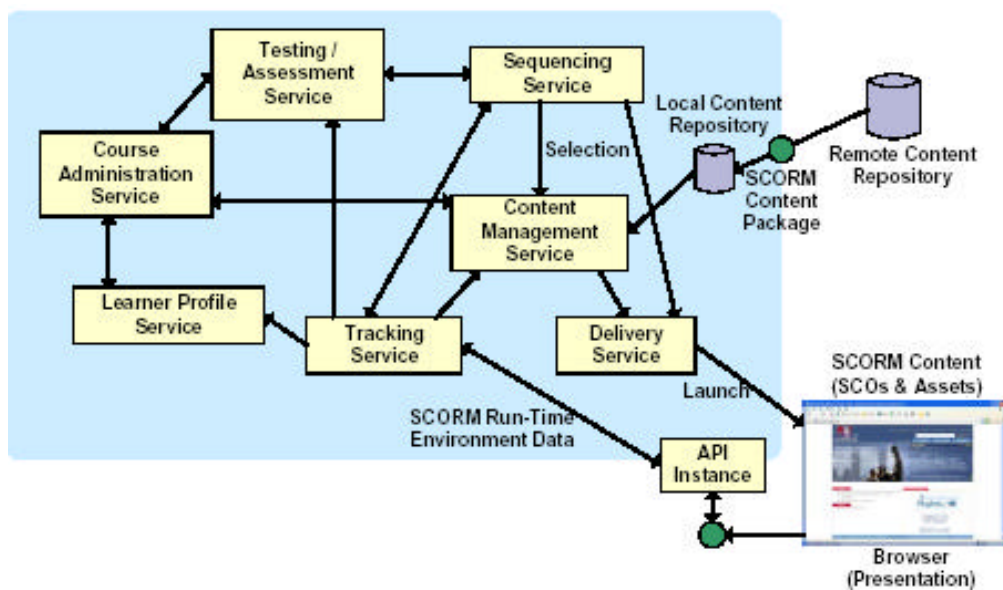 Testing /
Assessment
Service
Sequencing
Service
Local Content
Repository
Course
Administration
Service
Selection
Remote Content
Repository
SCORM
Content
Package
Content
Management
Service
Learner Profile
Service
Tracking
Service
Delivery
Service
SCORM Content
(SCOs & Assets)
Launch
SCORM Run-Time
Environment Data
API
Instance
Browser
(Presentation)